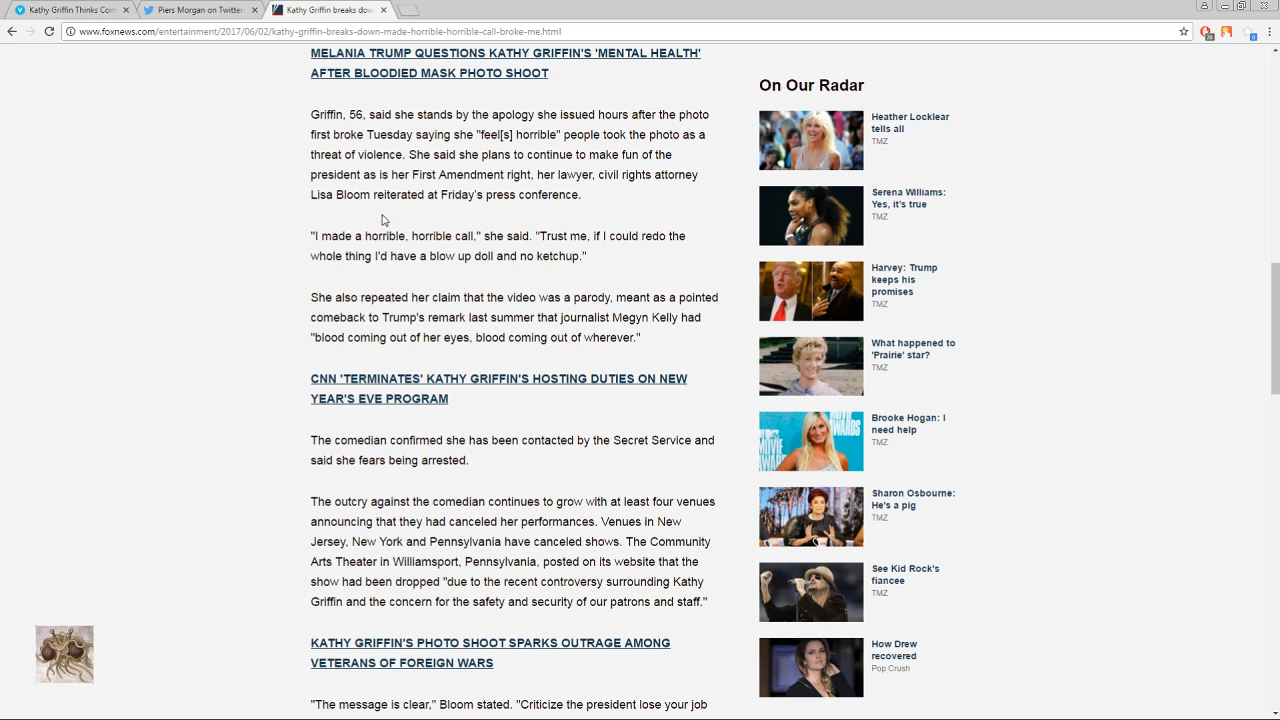 Kathy Griffin Thinks Com
Piers Morgan on Twitter:
Kathy Griffin breaks dow
www.foxnews.com/entertainment/2017/06/02/kathy-griffin-breaks-down-made-horrible-horrible-call-broke-me.html
MELANIA TRUMP QUESTIONS KATHY GRIFFIN'S 'MENTAL HEALTH'
AFTER BLOODIED MASK PHOTO SHOOT
Griffin, 56, said she stands by the apology she issued hours after the photo
first broke Tuesday saying she "feel[s] horrible" people took the photo as a
threat of violence. She said she plans to continue to make fun of the
president as is her First Amendment right, her lawyer, civil rights attorney
Lisa Bloom reiterated at Friday's press conference.
"I made a horrible, horrible call," she said. "Trust me, if I could redo the
whole thing I'd have a blow up doll and no ketchup."
She also repeated her claim that the video was a parody, meant as a pointed
comeback to Trump's remark last summer that journalist Megyn Kelly had
"blood coming out of her eyes, blood coming out of wherever."
CNN 'TERMINATES' KATHY GRIFFIN'S HOSTING DUTIES ON NEW
YEAR'S EVE PROGRAM
The comedian confirmed she has been contacted by the Secret Service and
said she fears being arrested.
The outcry against the comedian continues to grow with at least four venues
announcing that they had canceled her performances. Venues in New
Jersey, New York and Pennsylvania have canceled shows. The Community
Arts Theater in Williamsport, Pennsylvania, posted on its website that the
show had been dropped "due to the recent controversy surrounding Kathy
Griffin and the concern for the safety and security of our patrons and staff."
KATHY GRIFFIN'S PHOTO SHOOT SPARKS OUTRAGE AMONG
VETERANS OF FOREIGN WARS
"The message is clear," Bloom stated. "Criticize the president lose your job
On Our Radar
Heather Locklear
tells all
TMZ
Serena Williams:
Yes, it's true
TMZ
Harvey: Trump
keeps his
promises
TMZ
What happened to
'Prairie' star?
TMZ
Brooke Hogan: I
need help
TMZ
Sharon Osbourne:
He's a pig
TMZ
See Kid Rock's
fiancee
TMZ
How Drew
recovered
Pop Crush